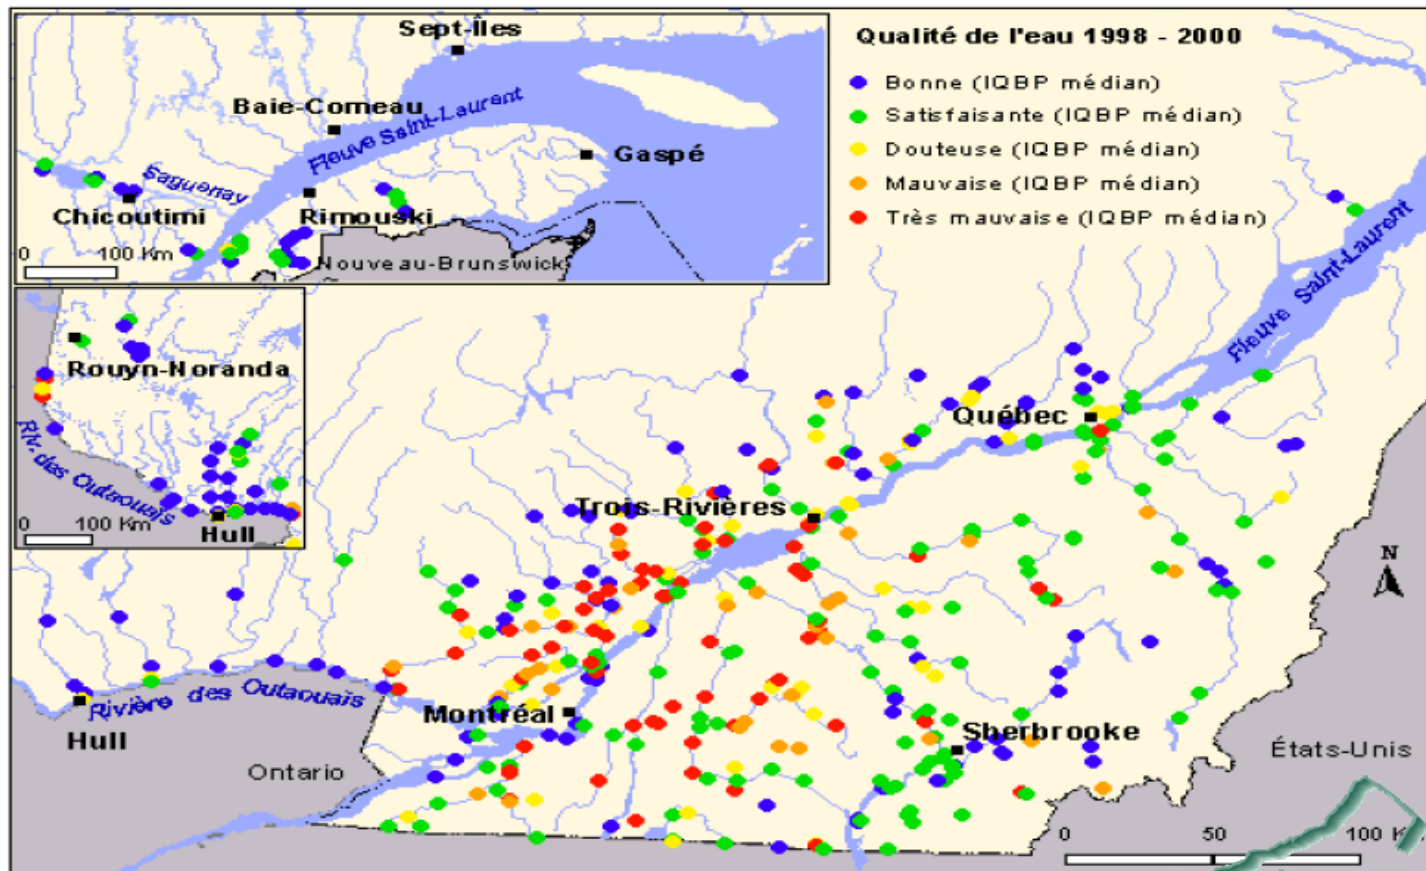 Sept-Îles
Baie-Comeau
Fleuve Saint-Laurent
Gaspé
Saguenay
Chicoutimi
Rimouski
0 100 Km
Nouveau-Brunswick
Qualité de l'eau 1998 - 2000
Bonne (IQBP médian)
Satisfaisante (IQBP médian)
Douteuse (IQBP médian)
Mauvaise (IQBP médian)
Très mauvaise (IQBP médian)
Rouyn-Noranda
Riv. des Outaouais
0 100 Km
Hull
Fleuve Saint-Laurent
Québec
Trois-Rivières
N
Rivière des Outaouais
Hull
Montréal
Sherbrooke
Ontario
États-Unis
0 50 100 K